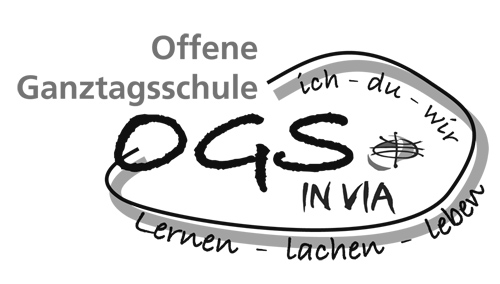 Offene
Ganztagsschule
ich - du - wir
OGS
IN VIA
Lernen - lachen - leben